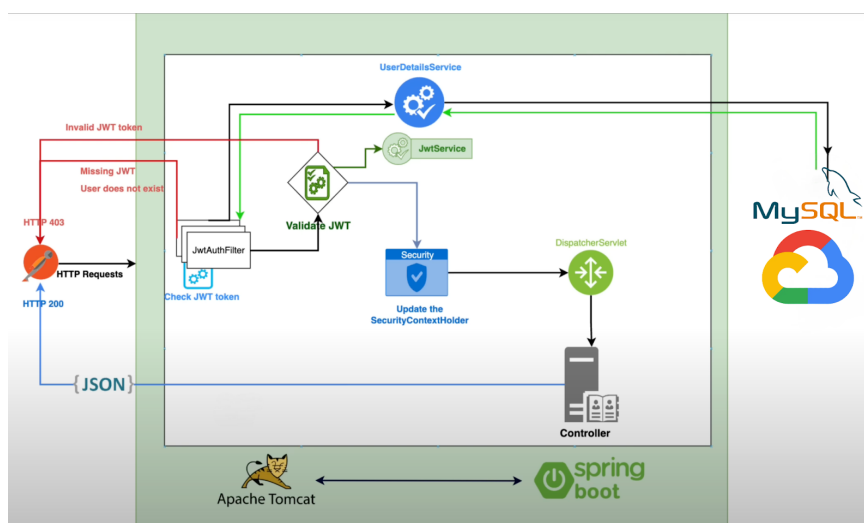 UserDetailsService
Invalid JWT token
JwtService
Missing JWT
User does not exist
Validate JWT
MySQL
HTTP 403
JwtAuthFilter
HTTP Requests
Check JWT token
HTTP 200
Security
DispatcherServlet
Update the
SecurityContextHolder
{JSON}
Controller
Apache Tomcat
spring
boot